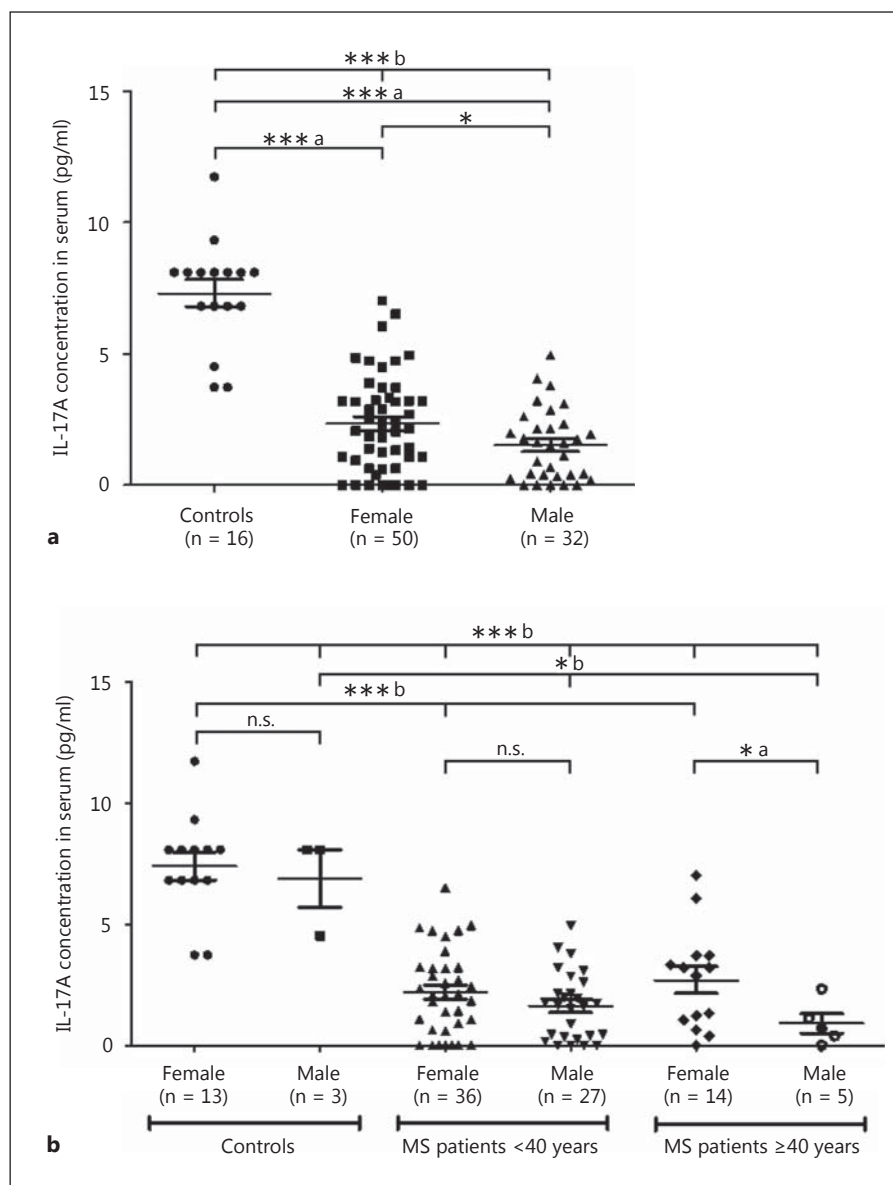 ∗∗∗ b
15
∗∗∗ a
∗
∗∗∗ a
10
5
0
IL-17A concentration in serum (pg/ml)
Controls Female Male
a (n = 16) (n = 50) (n = 32)
∗∗∗ b
∗ b
15
∗∗∗ b
n.s. n.s. ∗ a
10
5
0
IL-17A concentration in serum (pg/ml)
Female Male Female Male Female Male
(n = 13) (n = 3) (n = 36) (n = 27) (n = 14) (n = 5)
b Controls MS patients <40 years MS patients ≥40 years